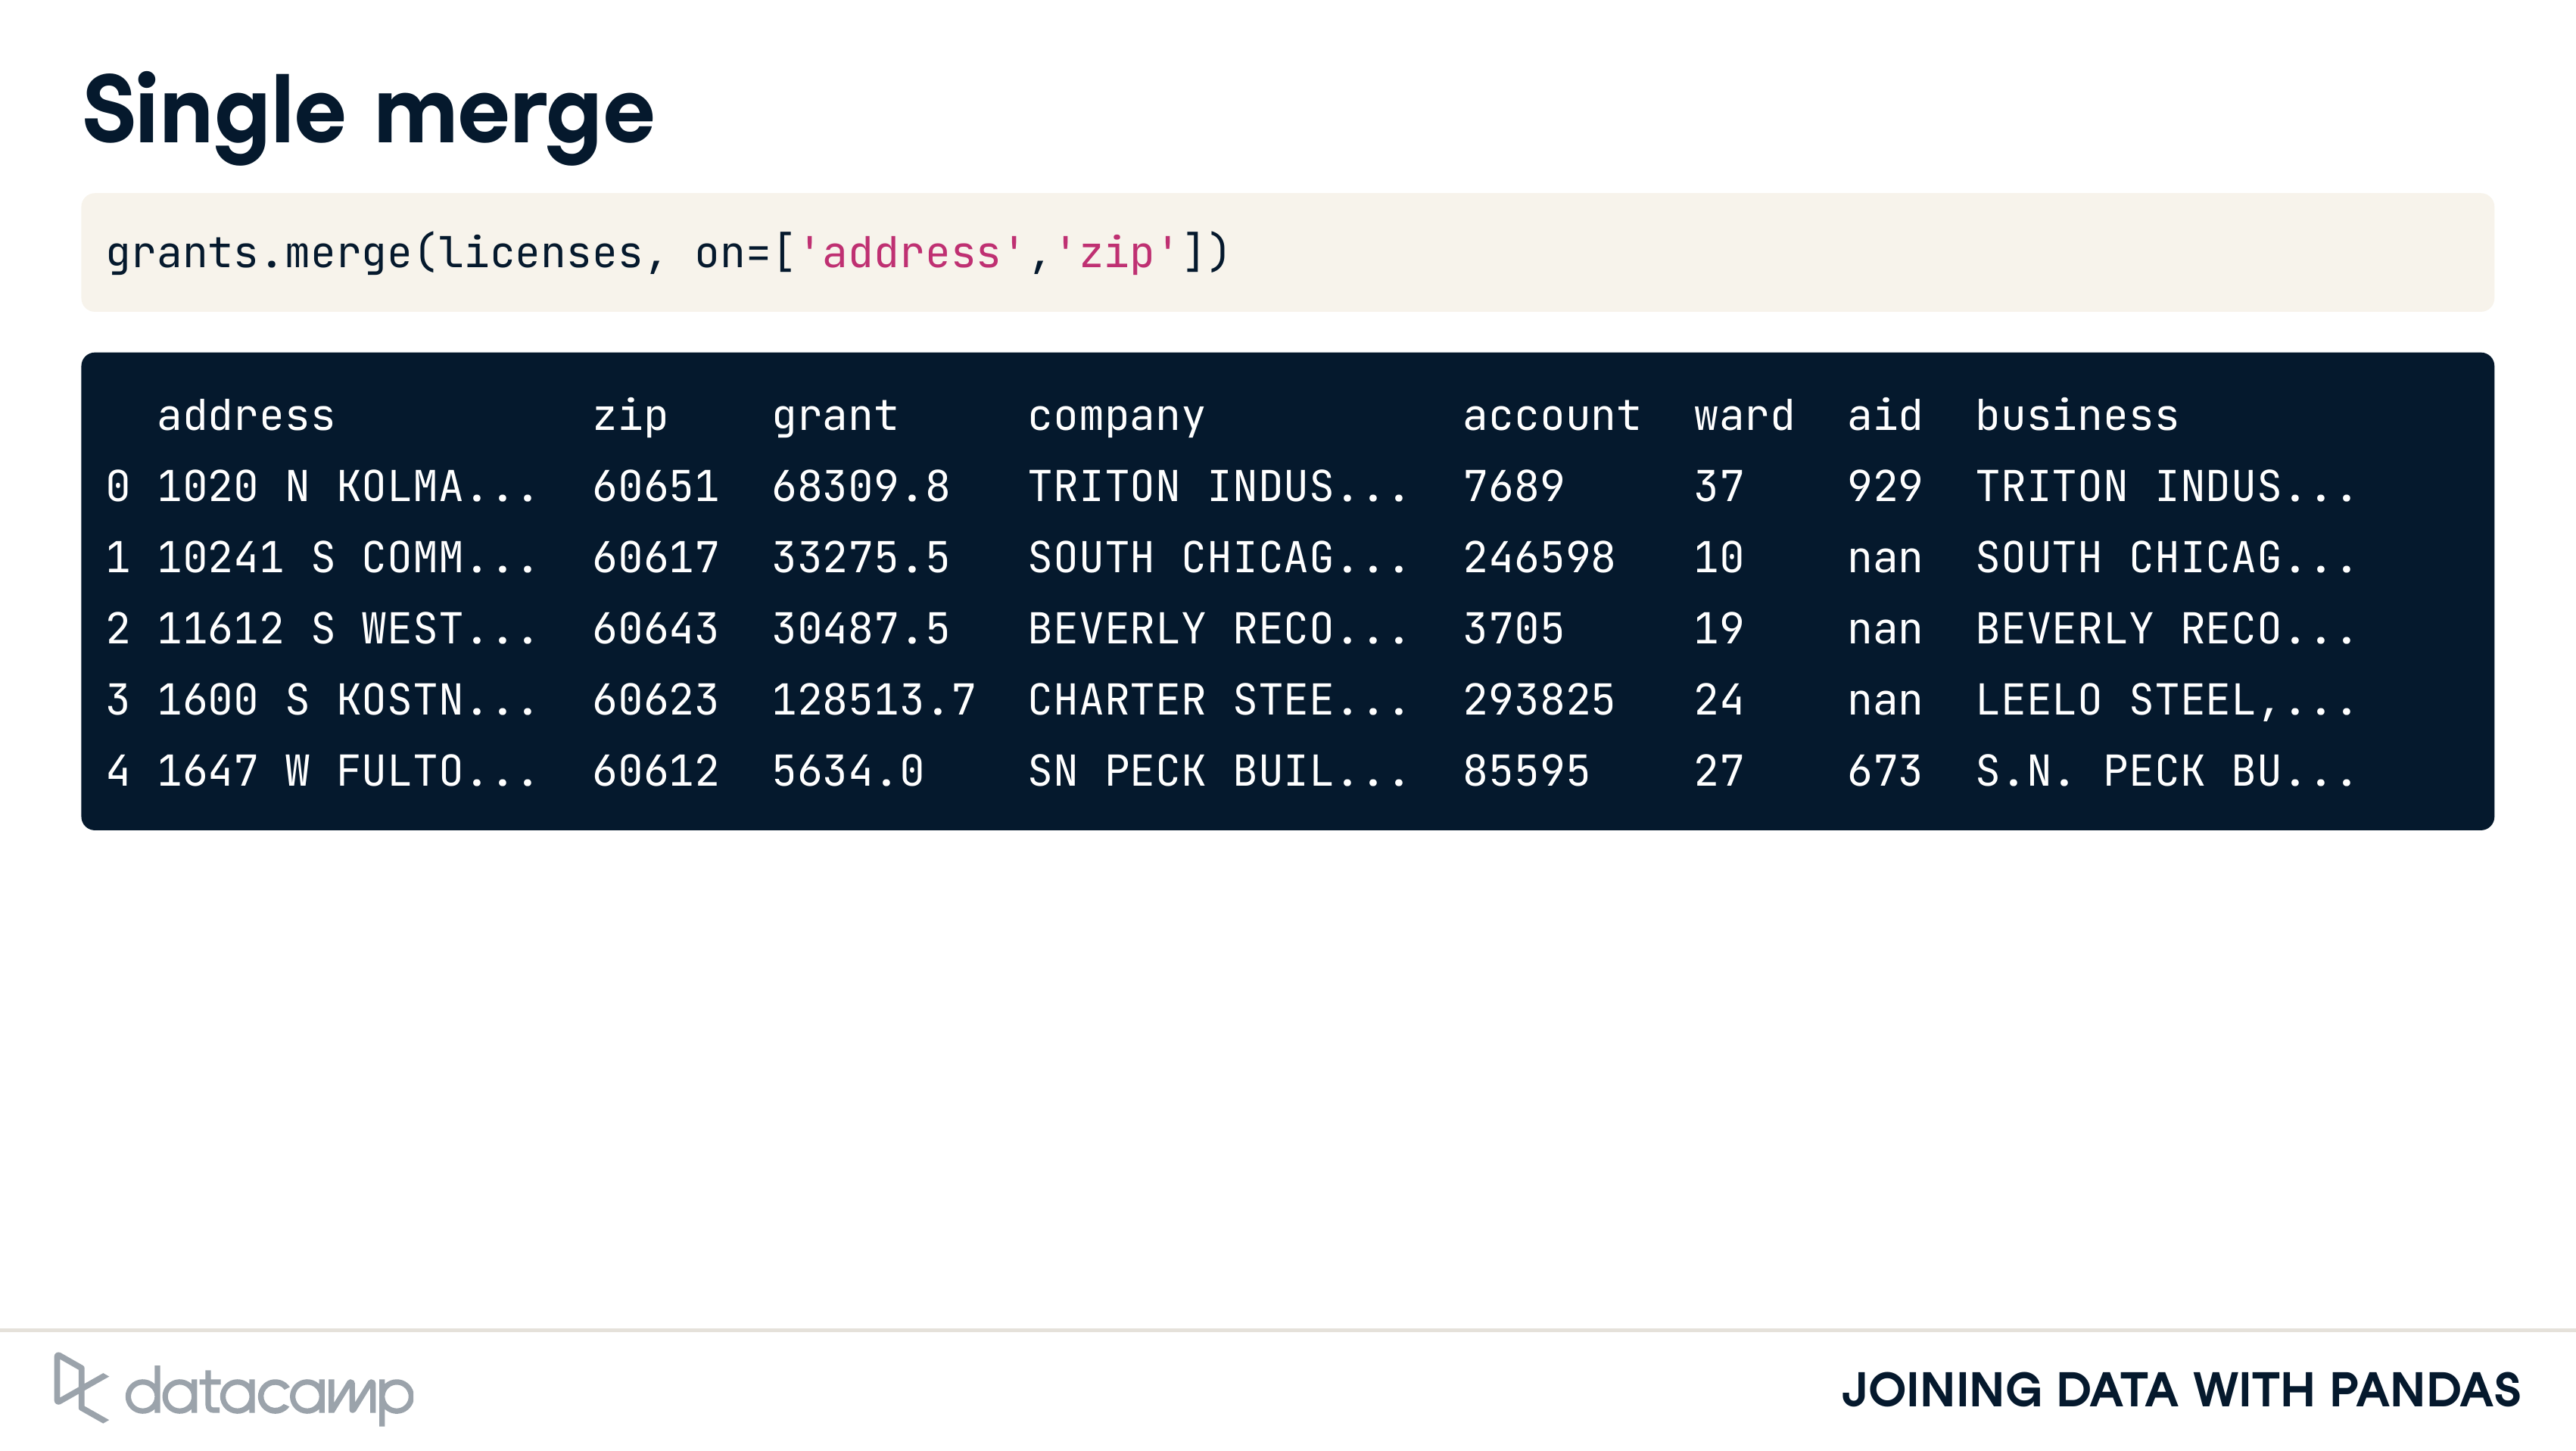 Single merge
grants.merge(licenses, on=['address','zip'])
address zip grant company account ward aid business
0 1020 N KOLMA... 60651 68309.8 TRITON INDUS... 7689 37 929 TRITON INDUS...
1 10241 S COMM... 60617 33275.5 SOUTH CHICAG... 246598 10 nan SOUTH CHICAG...
2 11612 S WEST... 60643 30487.5 BEVERLY RECO... 3705 19 nan BEVERLY RECO...
3 1600 S KOSTN... 60623 128513.7 CHARTER STEE... 293825 24 nan LEELO STEEL,...
4 1647 W FULTO... 60612 5634.0 SN PECK BUIL... 85595 27 673 S.N. PECK BU...
datacamp
JOINING DATA WITH PANDAS